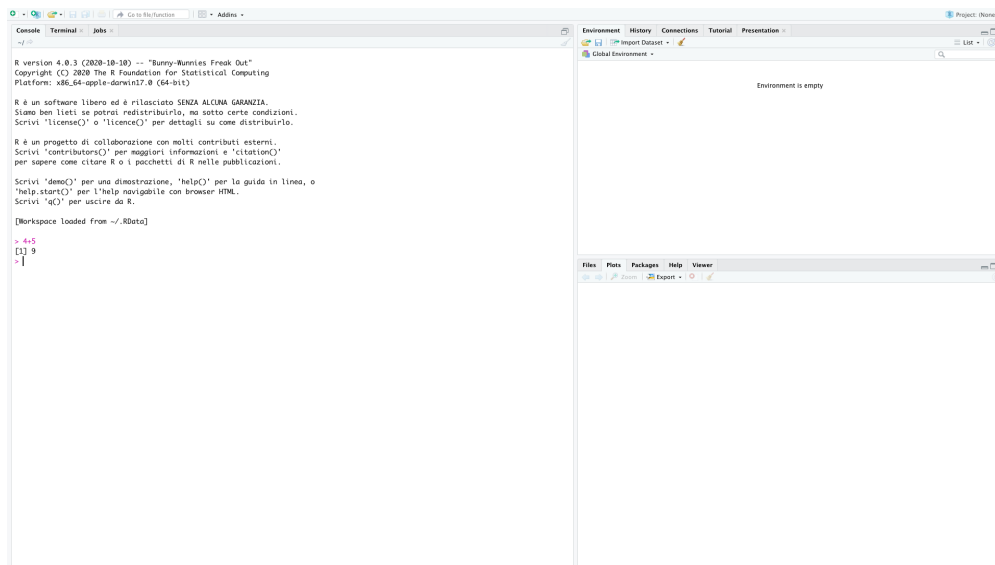 Go to file/function
Addins
Project: (None
Console Terminal Jobs
~/
R version 4.0.3 (2020-10-10) -- "Bunny-Wunnies Freak Out"
Copyright (C) 2020 The R Foundation for Statistical Computing
Platform: x86_64-apple-darwin17.0 (64-bit)
R è un software libero ed è rilasciato SENZA ALCUNA GARANZIA.
Siamo ben lieti se potrai redistribuirlo, ma sotto certe condizioni.
Scrivi 'license()' o 'licence()' per dettagli su come distribuirlo.
R è un progetto di collaborazione con molti contributi esterni.
Scrivi 'contributors()' per maggiori informazioni e 'citation()'
per sapere come citare R o i pacchetti di R nelle pubblicazioni.
Scrivi 'demo()' per una dimostrazione, 'help()' per la guida in linea, o
'help.start()' per l'help navigabile con browser HTML.
Scrivi 'q()' per uscire da R.
[Workspace loaded from ~/.RData]
> 4+5
[1] 9
>
Environment History Connections Tutorial Presentation
Import Dataset
List
Global Environment
Environment is empty
Files Plots Packages Help Viewer
Zoom Export